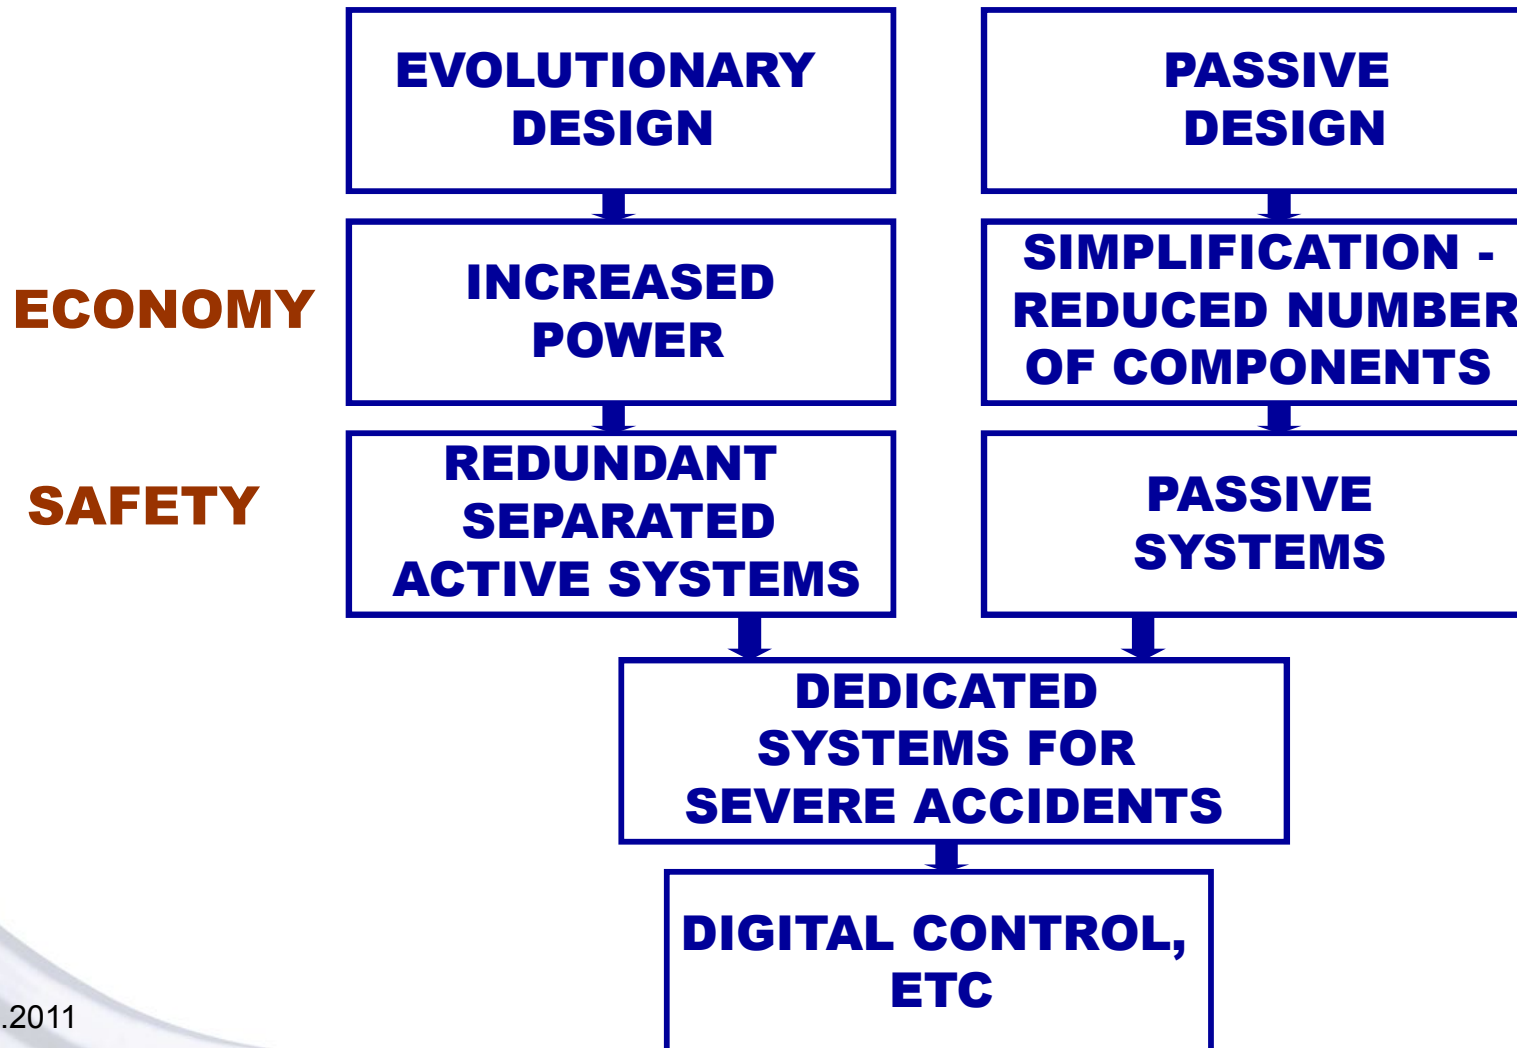 EVOLUTIONARY
DESIGN
PASSIVE
DESIGN
ECONOMY
INCREASED
POWER
SIMPLIFICATION -
REDUCED NUMBER
OF COMPONENTS
SAFETY
REDUNDANT
SEPARATED
ACTIVE SYSTEMS
PASSIVE
SYSTEMS
DEDICATED
SYSTEMS FOR
SEVERE ACCIDENTS
DIGITAL CONTROL,
ETC
.2011